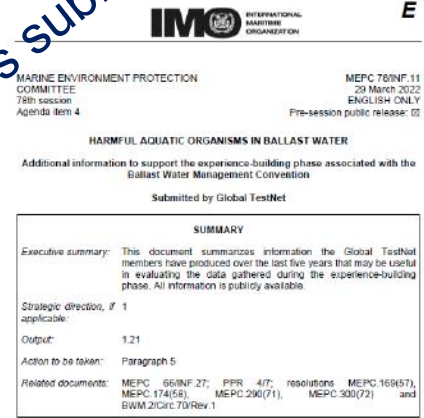 s sub
E
IMO
INTERNATIONAL
MARITIME
ORGANIZATION
MARINE ENVIRONMENT PROTECTION
COMMITTEE
78th session
Agenda item 4
MEPC 78/INF.11
29 March 2022
ENGLISH ONLY
Pre-session public release: ☒
HARMFUL AQUATIC ORGANISMS IN BALLAST WATER
Additional information to support the experience-building phase associated with the
Ballast Water Management Convention
Submitted by Global TestNet
SUMMARY
Executive summary: This document summarizes information the Global TestNet
members have produced over the last five years that may be useful
in evaluating the data gathered during the experience-building
phase. All information is publicly available.
Strategic direction, if 1
applicable:
Output: 1.21
Action to be taken: Paragraph 5
Related documents: MEPC 66/INF.27; PPR 4/7; resolutions MEPC.169(57),
MEPC.174(58), MEPC.290(71), MEPC.300(72) and
BWM.2/Circ.70/Rev.1